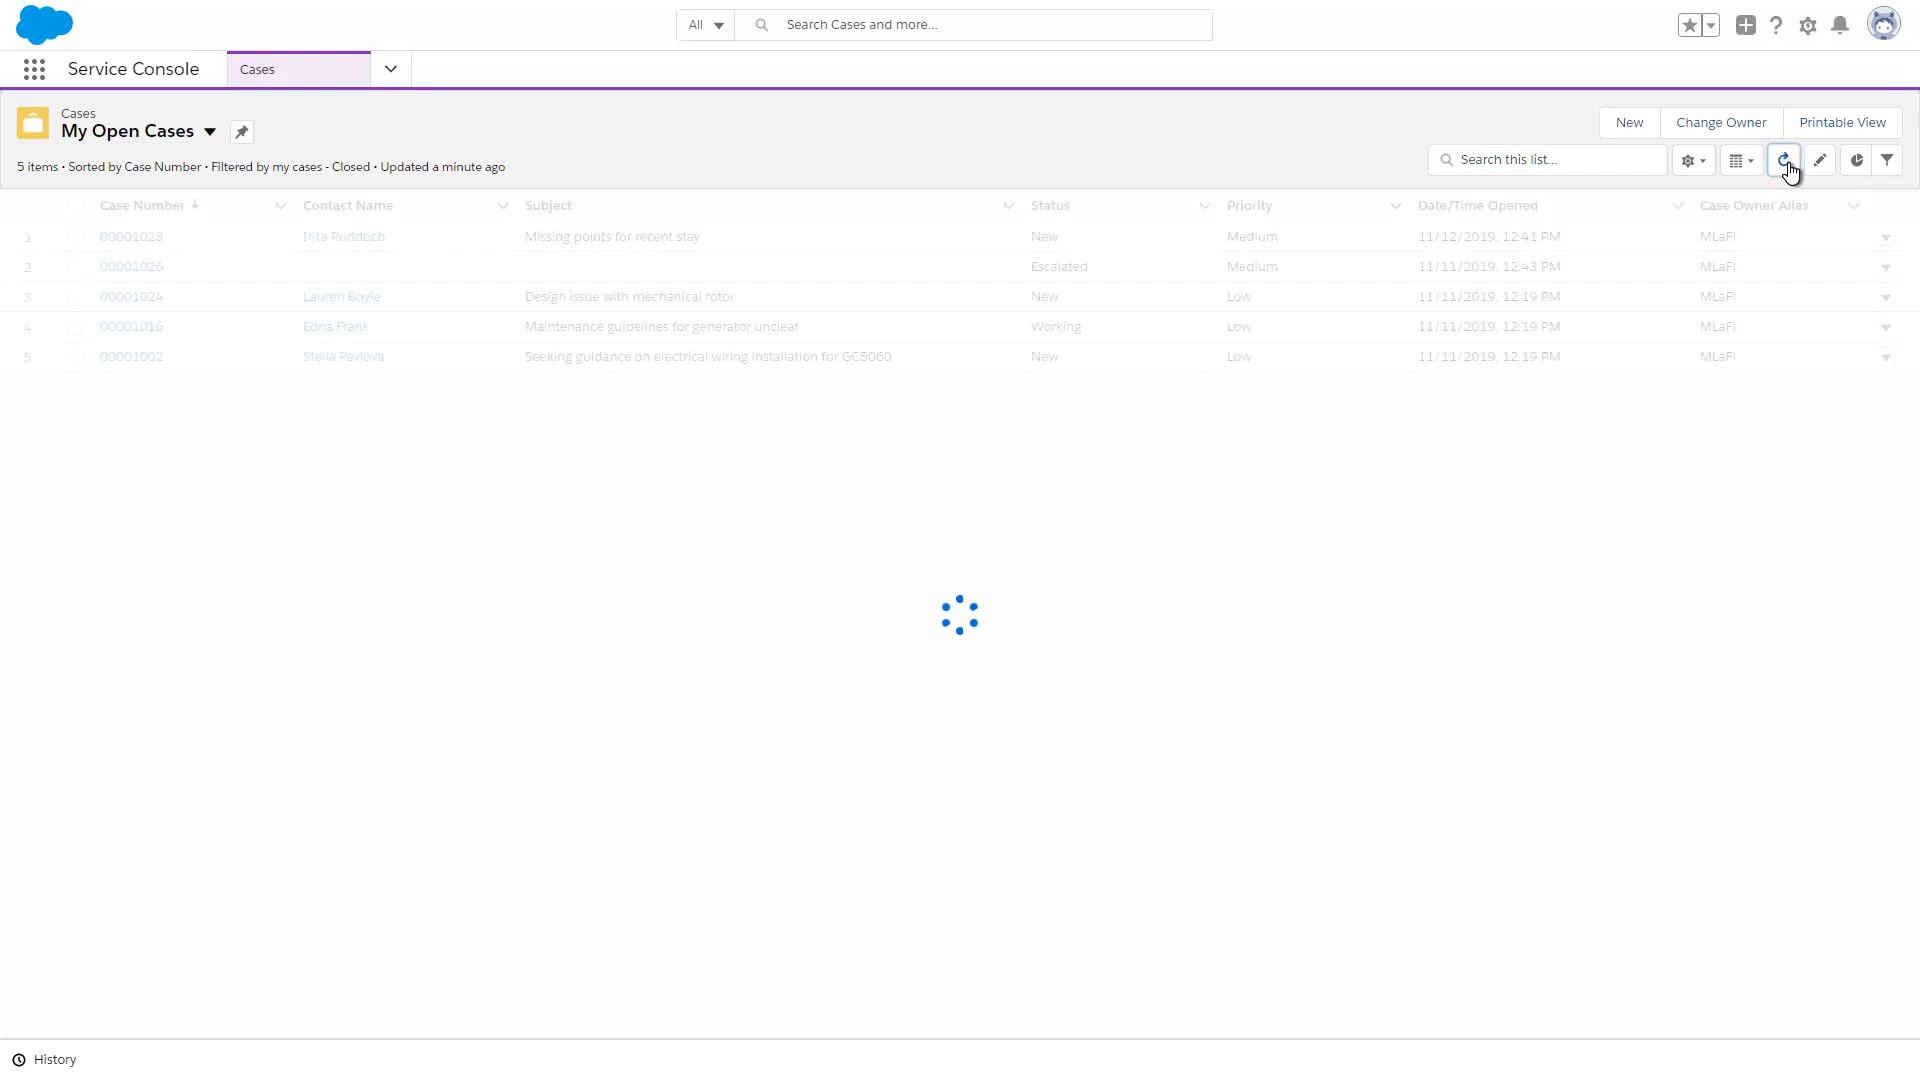 All
Search Cases and more...
Service Console
Cases
Cases
My Open Cases
New
Change Owner
Printable View
5 items • Sorted by Case Number • Filtered by my cases - Closed • Updated a minute ago
Search this list...
Case Number
Contact Name
Subject
Status
Priority
Date/Time Opened
Case Owner Alias
1 00001028 Irita Ruddoch Missing points for recent stay New Medium 11/12/2019, 12:41 PM MLaFl
2 00001026 Escalated Medium 11/11/2019, 12:43 PM MLaFl
3 00001024 Lauren Boyle Design issue with mechanical rotor New Low 11/11/2019, 12:19 PM MLaFl
4 00001016 Edna Frank Maintenance guidelines for generator unclear Working Low 11/11/2019, 12:19 PM MLaFl
5 00001002 Stella Pavlova Seeking guidance on electrical wiring installation for GC5060 New Low 11/11/2019, 12:19 PM MLaFl
History